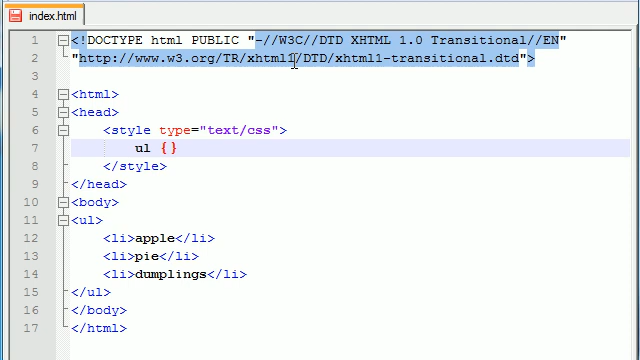 index.html
1 <!DOCTYPE html PUBLIC "-//W3C//DTD XHTML 1.0 Transitional//EN"
2 "http://www.w3.org/TR/xhtml1/DTD/xhtml1-transitional.dtd">
3
4 <html>
5 <head>
6 <style type="text/css">
7 ul {}
8 </style>
9 </head>
10 <body>
11 <ul>
12 <li>apple</li>
13 <li>pie</li>
14 <li>dumplings</li>
15 </ul>
16 </body>
17 </html>